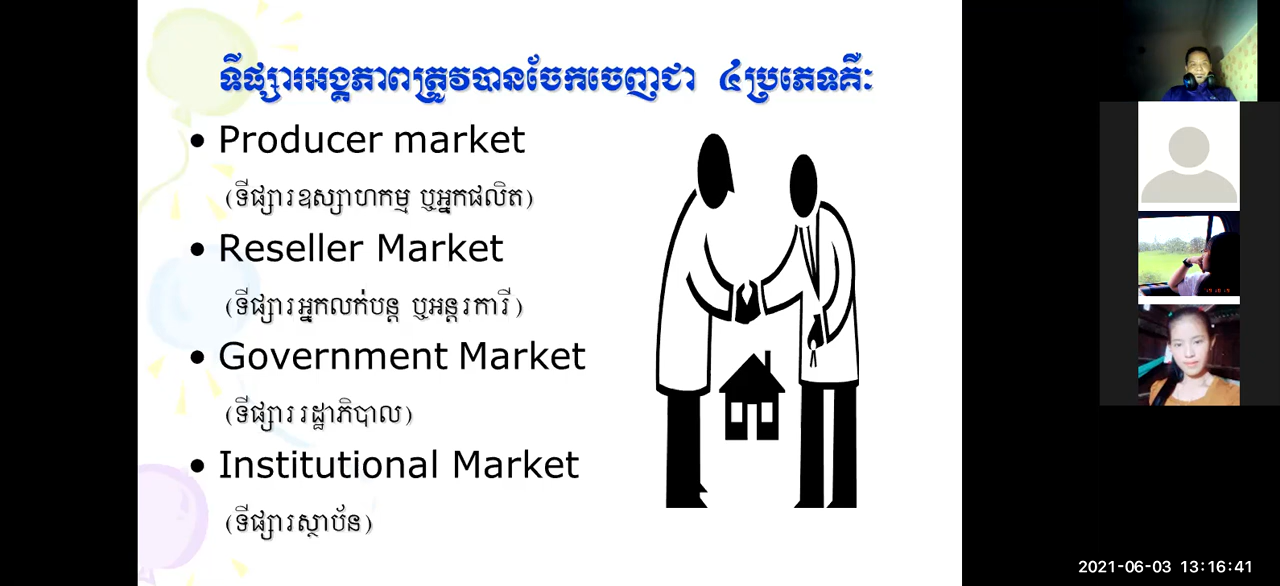 ទីផ្សារអង្គភាពត្រូវបានចែកចេញជា ៤ប្រភេទគឺៈ
• Producer market
(ទីផ្សារឧស្សាហកម្ម ឬអ្នកផលិត)
• Reseller Market
(ទីផ្សារអ្នកលក់បន្ត ឬអន្តរការី)
• Government Market
(ទីផ្សាររដ្ឋាភិបាល)
• Institutional Market
(ទីផ្សារស្ថាប័ន)
2021-06-03 13:16:41